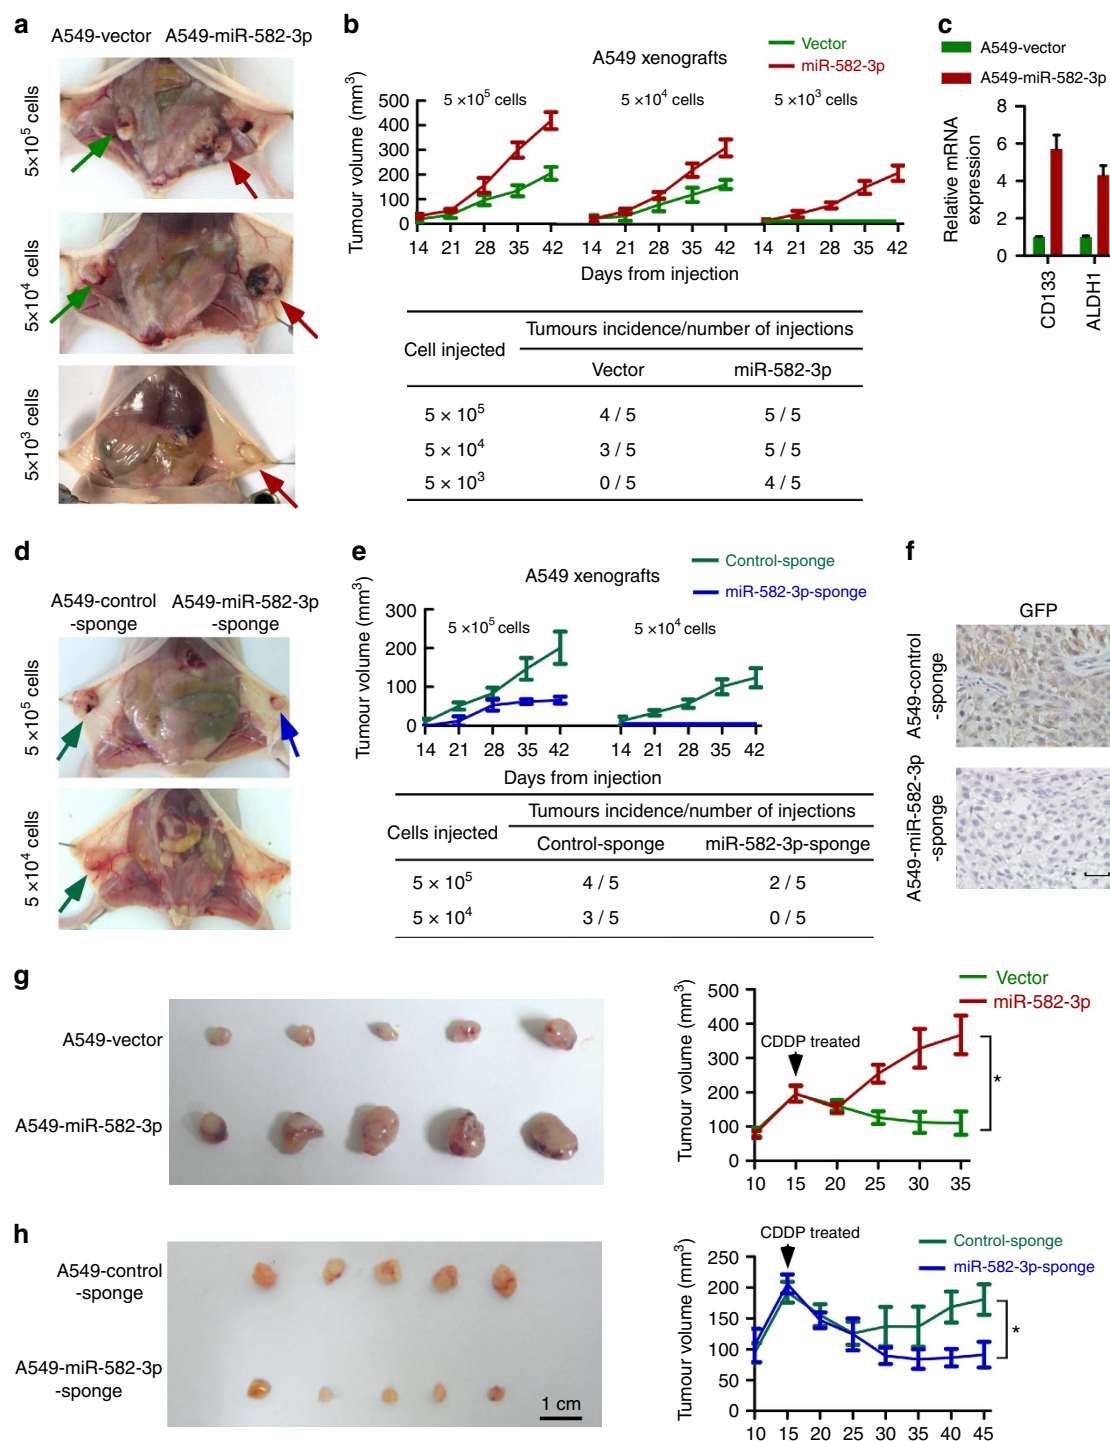 a
A549-vector A549-miR-582-3p
5×10⁵ cells
5×10⁴ cells
5×10³ cells
b
A549 xenografts
Vector
miR-582-3p
Tumour volume (mm³)
5 ×10⁵ cells
5 ×10⁴ cells
5 ×10³ cells
500
400
300
200
100
0
14 21 28 35 42 14 21 28 35 42 14 21 28 35 42
Days from injection
Cell injected
Tumours incidence/number of injections
Vector miR-582-3p
5 × 10⁵ 4 / 5 5 / 5
5 × 10⁴ 3 / 5 5 / 5
5 × 10³ 0 / 5 4 / 5
c
A549-vector
A549-miR-582-3p
Relative mRNA
expression
8
6
4
2
0
CD133
ALDH1
d
A549-control
-sponge
A549-miR-582-3p
-sponge
5 ×10⁵ cells
5 ×10⁴ cells
e
A549 xenografts
Control-sponge
miR-582-3p-sponge
Tumour volume (mm³)
5 ×10⁵ cells
5 ×10⁴ cells
300
200
100
0
14 21 28 35 42 14 21 28 35 42
Days from injection
Cells injected
Tumours incidence/number of injections
Control-sponge miR-582-3p-sponge
5 × 10⁵ 4 / 5 2 / 5
5 × 10⁴ 3 / 5 0 / 5
f
GFP
A549-control
-sponge
A549-miR-582-3p
-sponge
g
A549-vector
A549-miR-582-3p
Vector
miR-582-3p
Tumour volume (mm³)
CDDP treated
500
400
300
200
100
0
*
10 15 20 25 30 35
h
A549-control
-sponge
A549-miR-582-3p
-sponge
1 cm
CDDP treated
Control-sponge
miR-582-3p-sponge
Tumour volume (mm³)
250
200
150
100
50
0
*
10 15 20 25 30 35 40 45